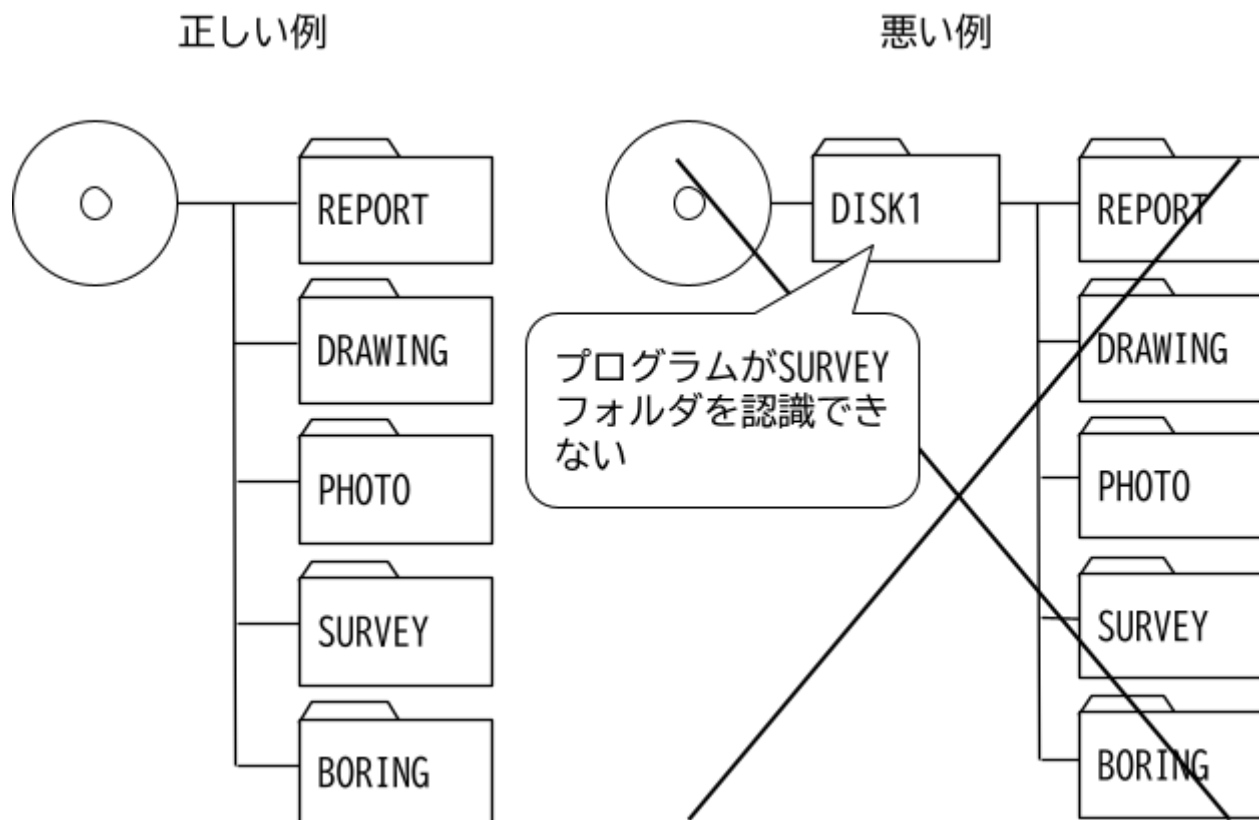 正しい例
REPORT
DRAWING
PHOTO
SURVEY
BORING
悪い例
DISK1
プログラムがSURVEY
フォルダを認識でき
ない
REPORT
DRAWING
PHOTO
SURVEY
BORING